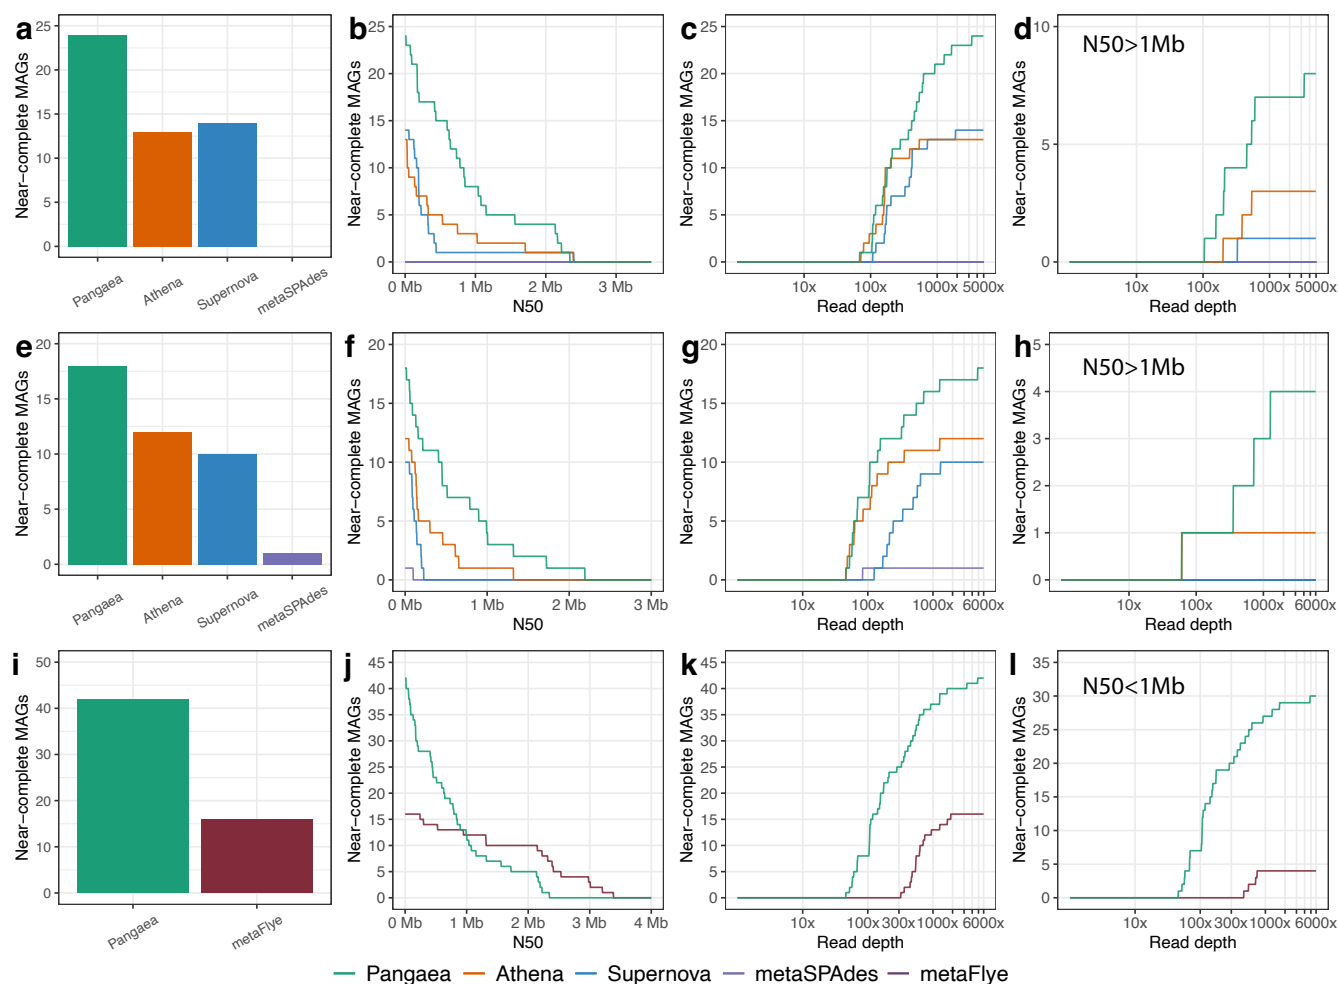 a
Near−complete MAGs
25
20
15
10
5
0
Pangaea
Athena
Supernova
metaSPAdes
b
Near−complete MAGs
25
20
15
10
5
0
0 Mb 1 Mb 2 Mb 3 Mb
N50
c
Near−complete MAGs
25
20
15
10
5
0
10x 100x 1000x 5000x
Read depth
d
N50>1Mb
Near−complete MAGs
10
5
0
10x 100x 1000x 5000x
Read depth
e
Near−complete MAGs
20
15
10
5
0
Pangaea
Athena
Supernova
metaSPAdes
f
Near−complete MAGs
20
15
10
5
0
0 Mb 1 Mb 2 Mb 3 Mb
N50
g
Near−complete MAGs
20
15
10
5
0
10x 100x 1000x 6000x
Read depth
h
N50>1Mb
Near−complete MAGs
5
4
3
2
1
0
10x 100x 1000x 6000x
Read depth
i
Near−complete MAGs
50
40
30
20
10
0
Pangaea
metaFlye
j
Near−complete MAGs
45
40
35
30
25
20
15
10
5
0
0 Mb 1 Mb 2 Mb 3 Mb 4 Mb
N50
k
Near−complete MAGs
45
40
35
30
25
20
15
10
5
0
10x 100x 300x 1000x 6000x
Read depth
l
N50<1Mb
Near−complete MAGs
35
30
25
20
15
10
5
0
10x 100x 300x 1000x 6000x
Read depth
Pangaea Athena Supernova metaSPAdes metaFlye